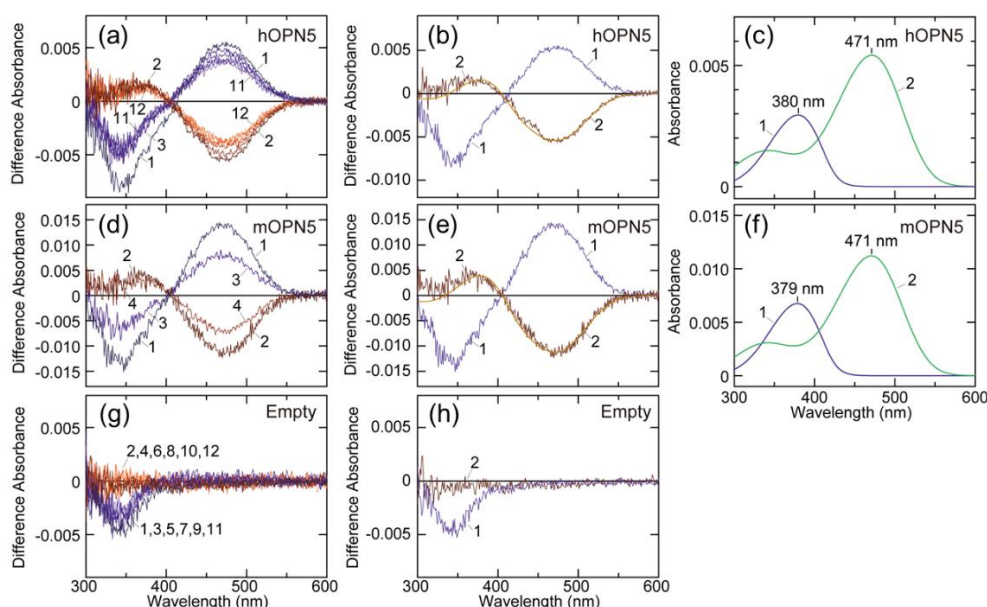 (a) hOPN5
Difference Absorbance
0.005
0
-0.005
2
1
11
11 12
12
3
2
1
(b) hOPN5
Difference Absorbance
0.005
0
-0.005
-0.010
2
1
2
1
(c) hOPN5
Absorbance
0.005
0
471 nm
380 nm
1
2
(d) mOPN5
Difference Absorbance
0.015
0.010
0.005
0
-0.005
-0.010
-0.015
2
1
3
4
4
3
1
2
(e) mOPN5
Difference Absorbance
0.015
0.010
0.005
0
-0.005
-0.010
-0.015
2
1
1
2
(f) mOPN5
Absorbance
0.015
0.010
0.005
0
471 nm
379 nm
1
2
300 400 500 600
Wavelength (nm)
(g) Empty
Difference Absorbance
0.005
0
-0.005
2,4,6,8,10,12
1,3,5,7,9,11
300 400 500 600
Wavelength (nm)
(h) Empty
Difference Absorbance
0.005
0
-0.005
2
1
300 400 500 600
Wavelength (nm)